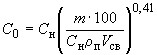 C₀ = Cн(m·100 / Cн ρп Vсв)^0,41